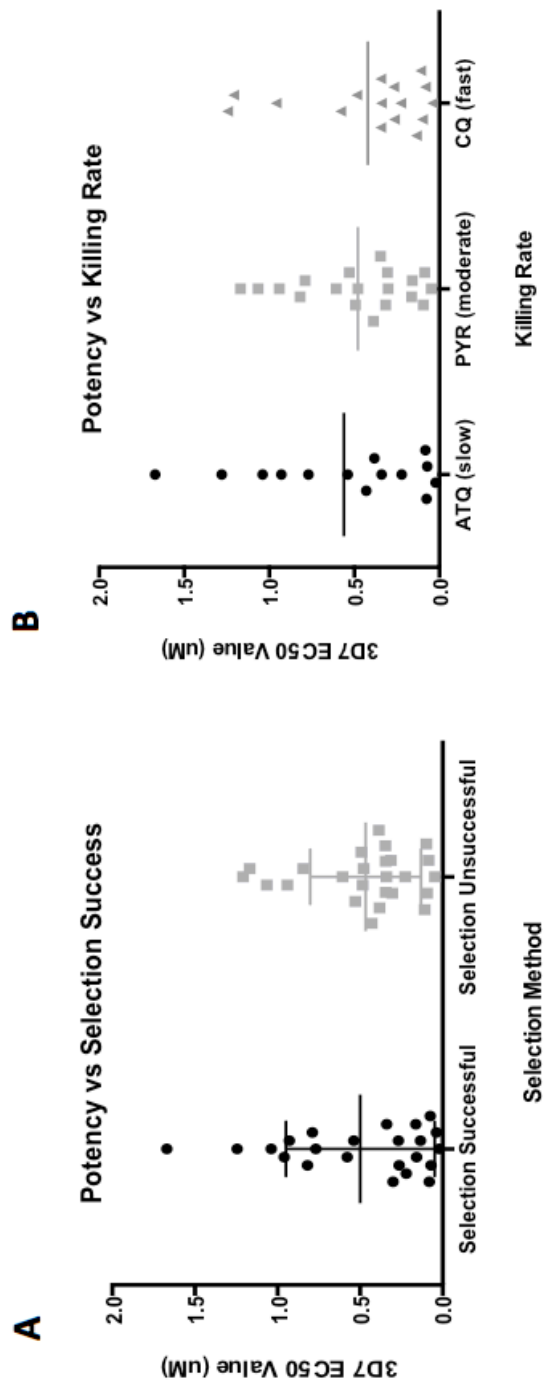 A
Potency vs Selection Success
3D7 EC50 Value (uM)
2.0
1.5
1.0
0.5
0.0
Selection Successful
Selection Unsuccessful
Selection Method
B
Potency vs Killing Rate
3D7 EC50 Value (uM)
2.0
1.5
1.0
0.5
0.0
ATQ (slow)
PYR (moderate)
CQ (fast)
Killing Rate